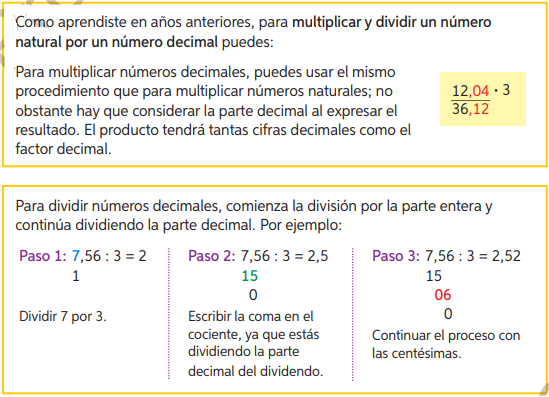 Como aprendiste en años anteriores, para multiplicar y dividir un número
natural por un número decimal puedes:
Para multiplicar números decimales, puedes usar el mismo
procedimiento que para multiplicar números naturales; no
obstante hay que considerar la parte decimal al expresar el
resultado. El producto tendrá tantas cifras decimales como el
factor decimal.
12,04 · 3
36,12
Para dividir números decimales, comienza la división por la parte entera y
continúa dividiendo la parte decimal. Por ejemplo:
Paso 1: 7,56 : 3 = 2
1
Dividir 7 por 3.
Paso 2: 7,56 : 3 = 2,5
15
0
Escribir la coma en el
cociente, ya que estás
dividiendo la parte
decimal del dividendo.
Paso 3: 7,56 : 3 = 2,52
15
06
0
Continuar el proceso con
las centésimas.